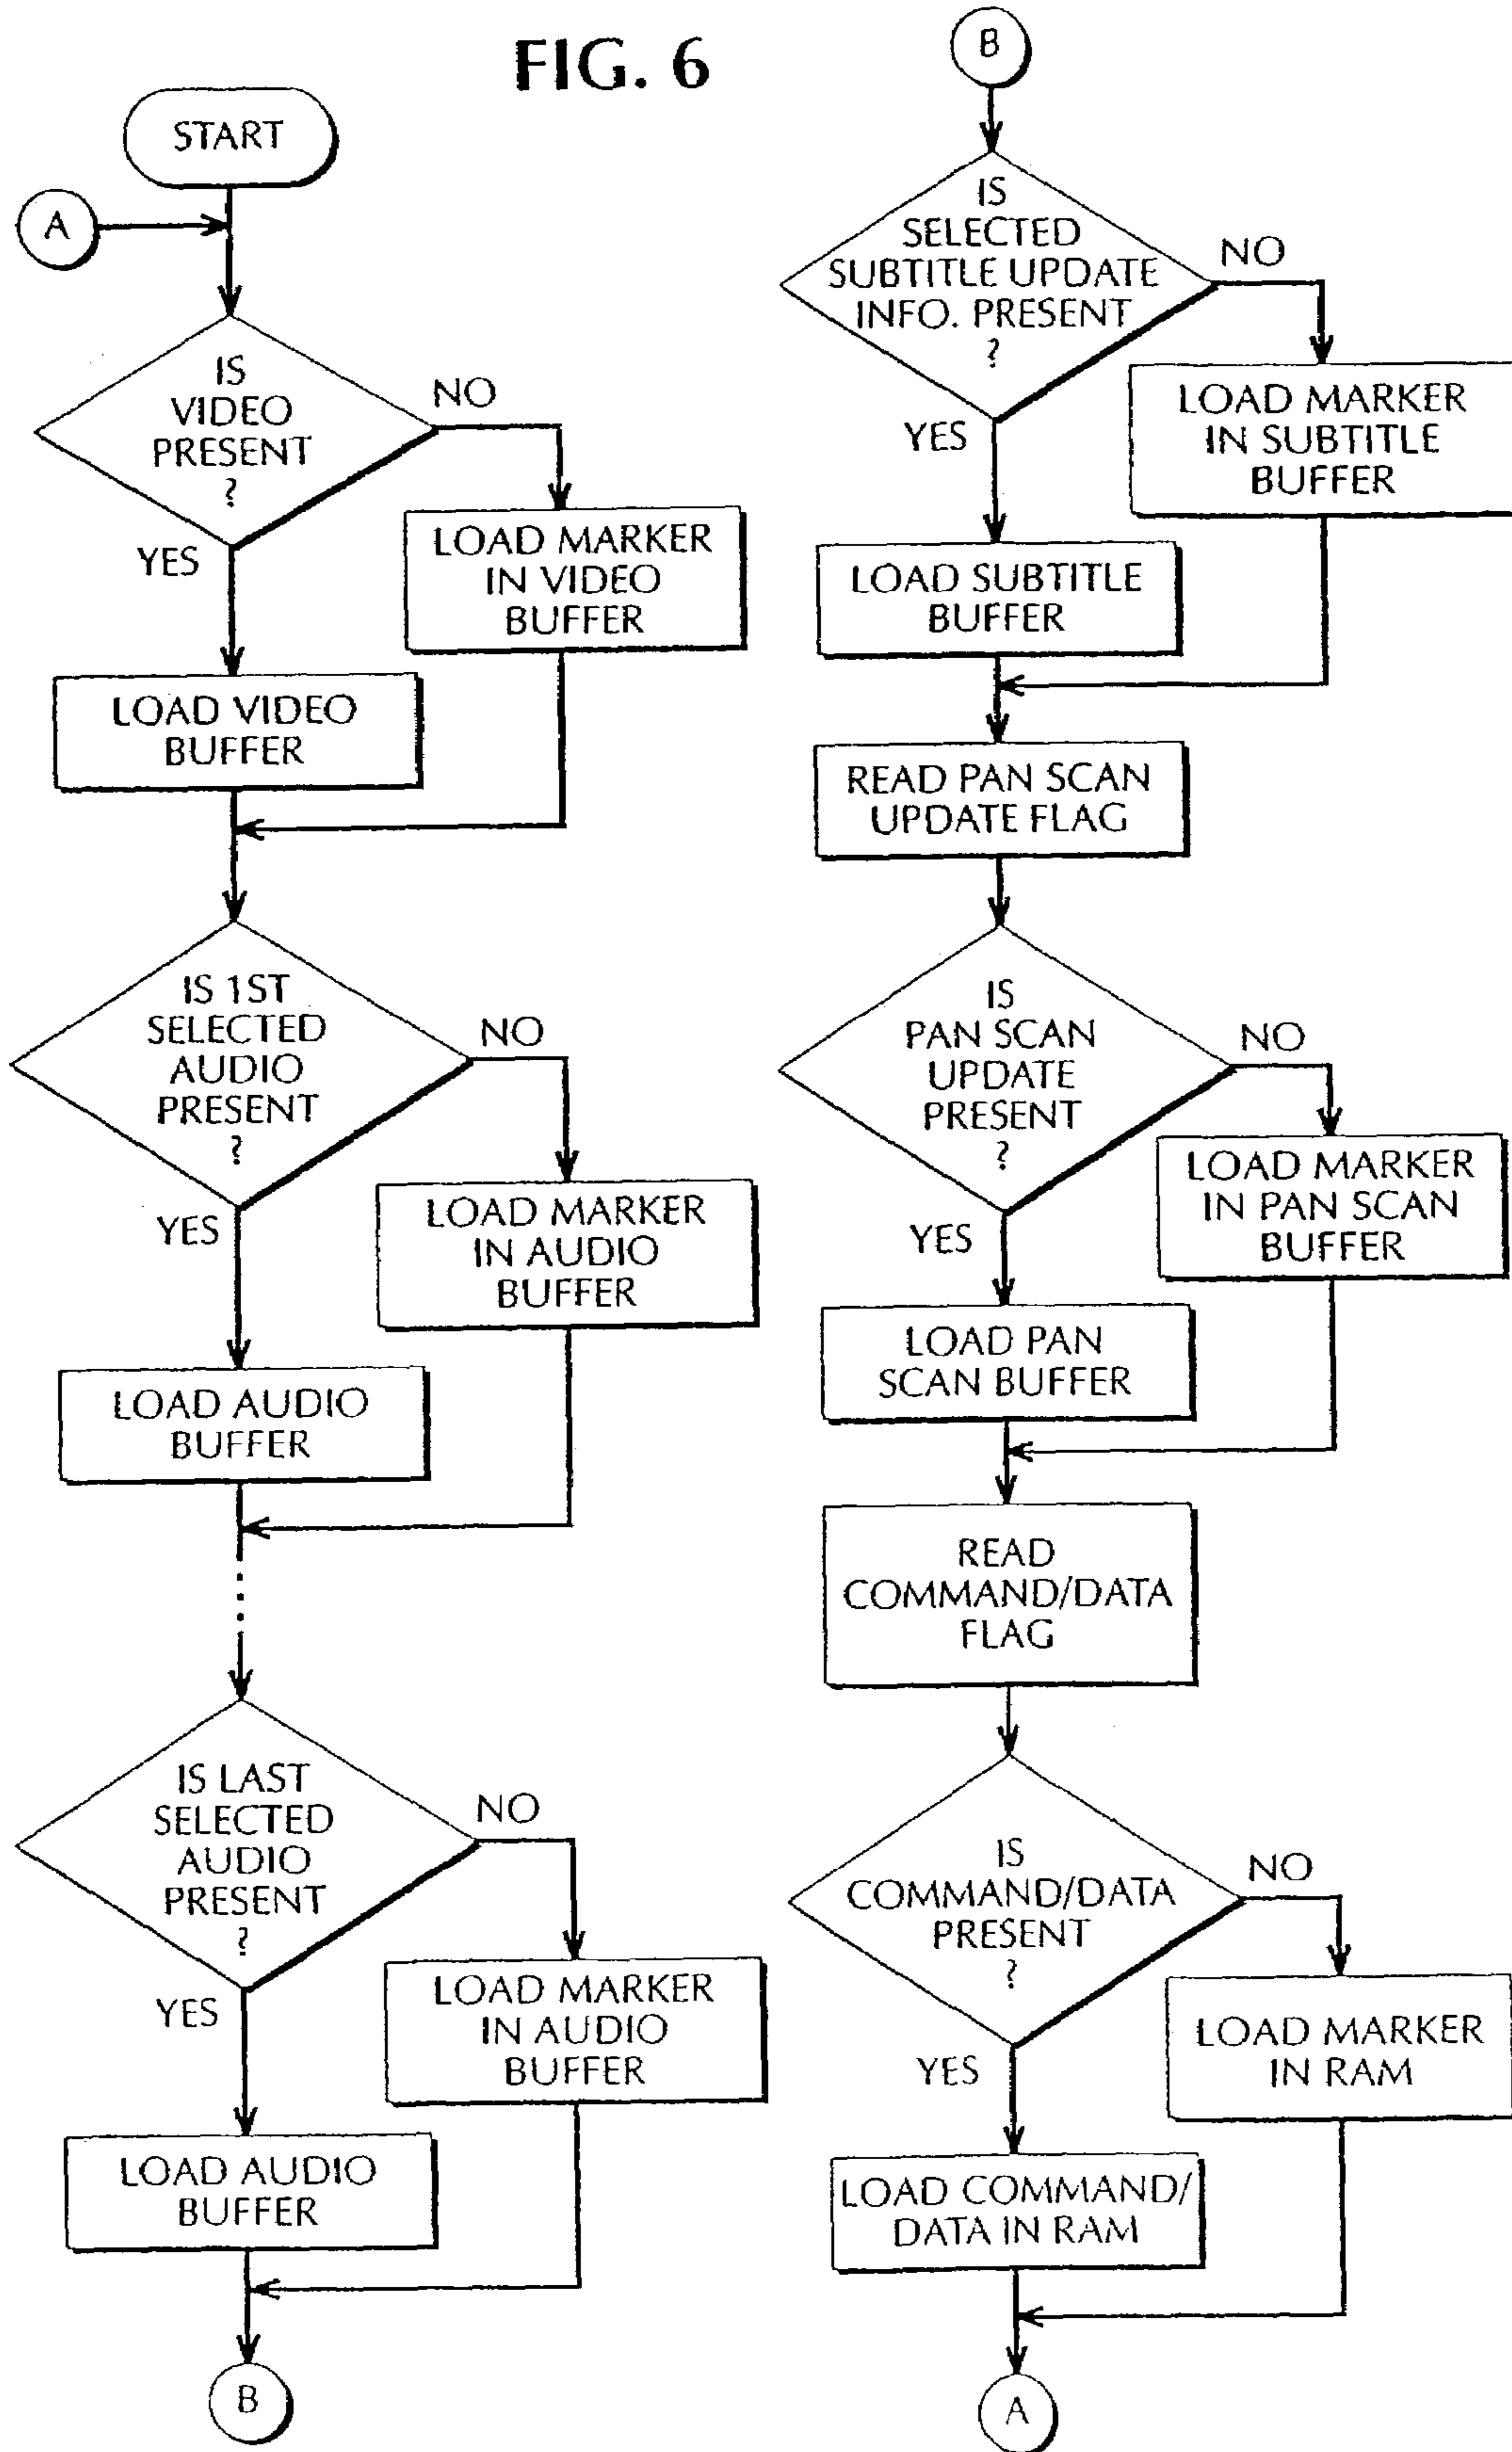 FIG. 6
START
A
IS
VIDEO
PRESENT
?
NO
YES
LOAD MARKER
IN VIDEO
BUFFER
LOAD VIDEO
BUFFER
IS 1ST
SELECTED
AUDIO
PRESENT
?
NO
YES
LOAD MARKER
IN AUDIO
BUFFER
LOAD AUDIO
BUFFER
IS LAST
SELECTED
AUDIO
PRESENT
?
NO
YES
LOAD MARKER
IN AUDIO
BUFFER
LOAD AUDIO
BUFFER
B
B
IS
SELECTED
SUBTITLE UPDATE
INFO. PRESENT
?
NO
YES
LOAD MARKER
IN SUBTITLE
BUFFER
LOAD SUBTITLE
BUFFER
READ PAN SCAN
UPDATE FLAG
IS
PAN SCAN
UPDATE
PRESENT
?
NO
YES
LOAD MARKER
IN PAN SCAN
BUFFER
LOAD PAN
SCAN BUFFER
READ
COMMAND/DATA
FLAG
IS
COMMAND/DATA
PRESENT
?
NO
YES
LOAD MARKER
IN RAM
LOAD COMMAND/
DATA IN RAM
A